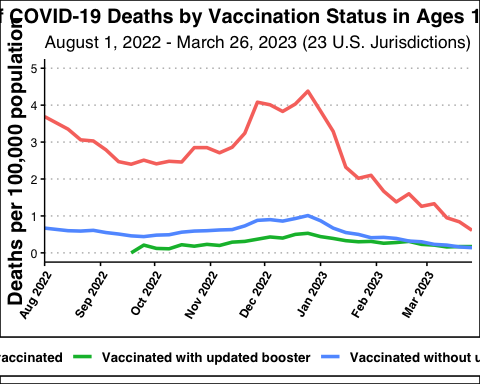 f COVID-19 Deaths by Vaccination Status in Ages 1
August 1, 2022 - March 26, 2023 (23 U.S. Jurisdictions)
Deaths per 100,000 population
5
4
3
2
1
0
Aug 2022
Sep 2022
Oct 2022
Nov 2022
Dec 2022
Jan 2023
Feb 2023
Mar 2023
vaccinated
Vaccinated with updated booster
Vaccinated without u